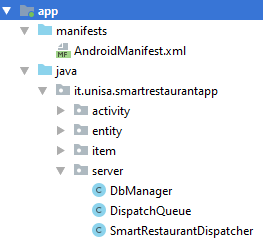 app
manifests
AndroidManifest.xml
java
it.unisa.smartrestaurantapp
activity
entity
item
server
DbManager
DispatchQueue
SmartRestaurantDispatcher